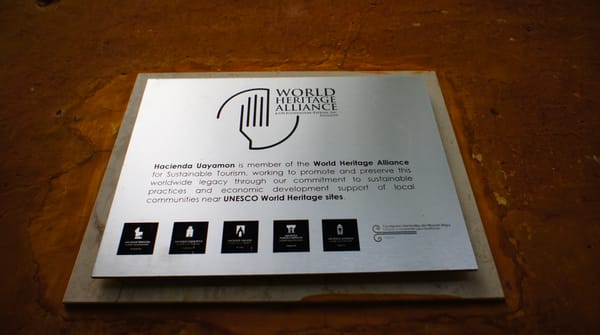 WORLD
HERITAGE
ALLIANCE
Hacienda Uayamon is member of the World Heritage Alliance
for Sustainable Tourism, working to promote and preserve this
worldwide legacy through our commitment to sustainable
practices and economic development support of local
communities near UNESCO World Heritage sites.